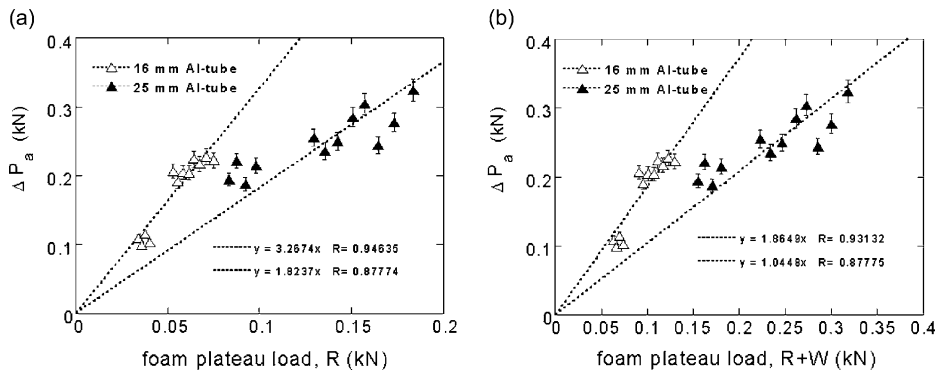 (a)
0.4
0.3
0.2
0.1
0
Δ P a (kN)
16 mm Al-tube
25 mm Al-tube
y = 3.2674x R= 0.94635
y = 1.8237x R= 0.87774
0 0.05 0.1 0.15 0.2
foam plateau load, R (kN)
(b)
0.4
0.3
0.2
0.1
0
Δ P a (kN)
16 mm Al-tube
25 mm Al-tube
y = 1.8649x R= 0.93132
y = 1.0448x R= 0.87775
0 0.05 0.1 0.15 0.2 0.25 0.3 0.35 0.4
foam plateau load, R+W (kN)